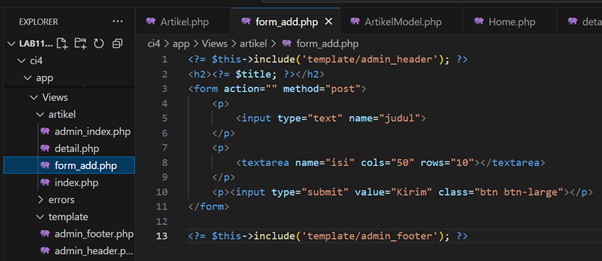 EXPLORER
LAB11...
ci4
app
Views
artikel
admin_index.php
detail.php
form_add.php
index.php
errors
template
admin_footer.php
admin_header.p...
Artikel.php
form_add.php
ArtikelModel.php
Home.php
deta
ci4 > app > Views > artikel > form_add.php
1 <?= $this->include('template/admin_header'); ?>
2 <h2><?= $title; ?></h2>
3 <form action="" method="post">
4 <p>
5 <input type="text" name="judul">
6 </p>
7 <p>
8 <textarea name="isi" cols="50" rows="10"></textarea>
9 </p>
10 <p><input type="submit" value="Kirim" class="btn btn-large"></p>
11 </form>
12
13 <?= $this->include('template/admin_footer'); ?>